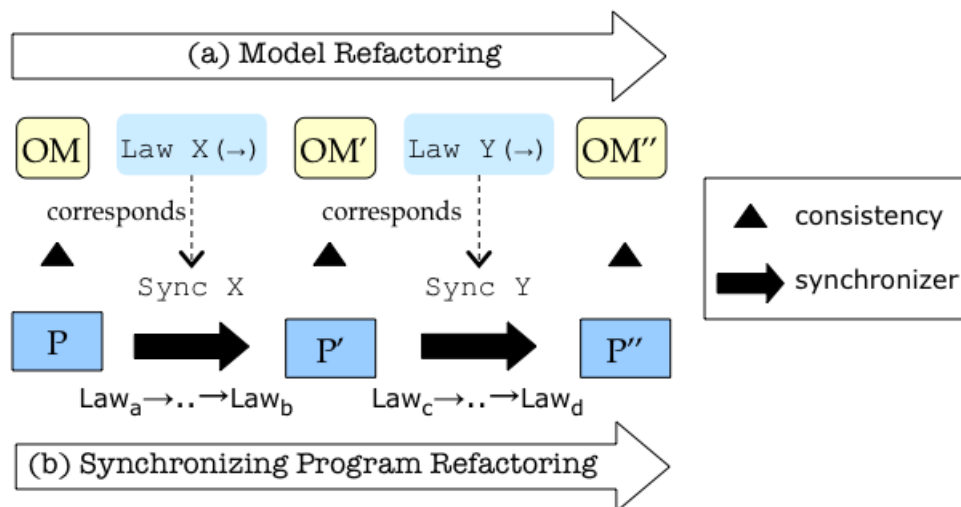 (a) Model Refactoring
OM
Law X(→)
OM′
Law Y(→)
OM″
corresponds
corresponds
consistency
Sync X
Sync Y
synchronizer
P
P′
P″
Lawa→..→Lawb
Lawc→..→Lawd
(b) Synchronizing Program Refactoring